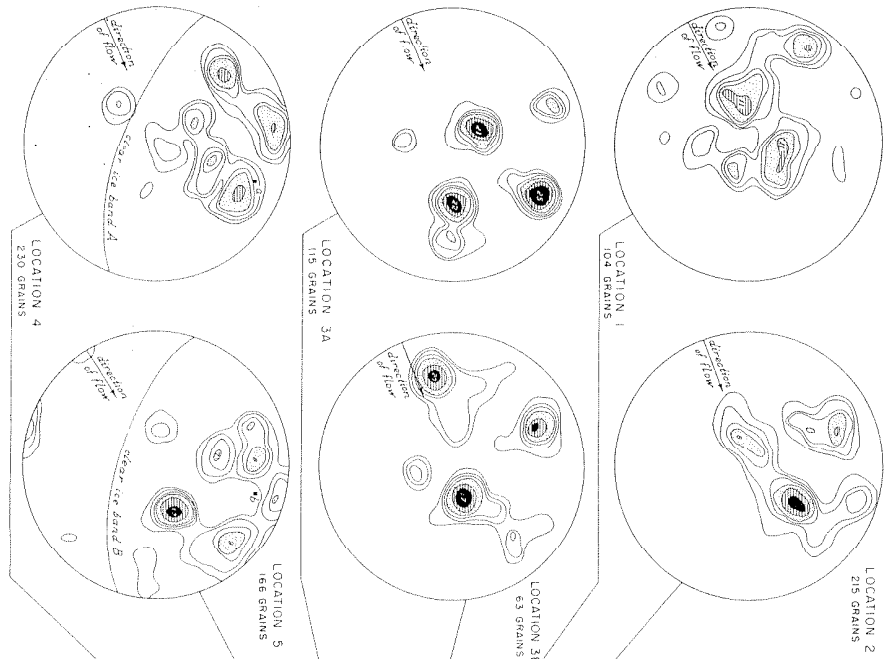 direction
of flow
clear ice band A
a
LOCATION 4
230 GRAINS
direction
of flow
25
22
LOCATION 3A
115 GRAINS
direction
of flow
LOCATION 1
104 GRAINS
direction
of flow
clear ice band B
b
LOCATION 5
166 GRAINS
direction
of flow
LOCATION 3B
63 GRAINS
direction
of flow
LOCATION 2
215 GRAINS